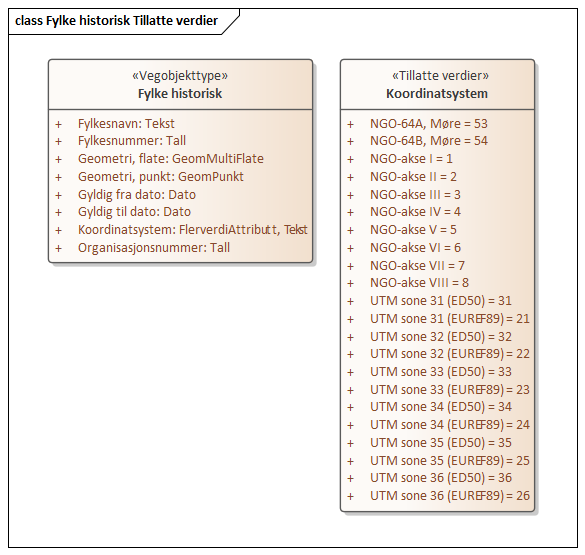 class Fylke historisk Tillatte verdier
«Vegobjekttype»
Fylke historisk
+ Fylkesnavn: Tekst
+ Fylkesnummer: Tall
+ Geometri, flate: GeomMultiFlate
+ Geometri, punkt: GeomPunkt
+ Gyldig fra dato: Dato
+ Gyldig til dato: Dato
+ Koordinatsystem: FlerverdiAttributt, Tekst
+ Organisasjonsnummer: Tall
«Tillatte verdier»
Koordinatsystem
+ NGO-64A, Møre = 53
+ NGO-64B, Møre = 54
+ NGO-akse I = 1
+ NGO-akse II = 2
+ NGO-akse III = 3
+ NGO-akse IV = 4
+ NGO-akse V = 5
+ NGO-akse VI = 6
+ NGO-akse VII = 7
+ NGO-akse VIII = 8
+ UTM sone 31 (ED50) = 31
+ UTM sone 31 (EUREF89) = 21
+ UTM sone 32 (ED50) = 32
+ UTM sone 32 (EUREF89) = 22
+ UTM sone 33 (ED50) = 33
+ UTM sone 33 (EUREF89) = 23
+ UTM sone 34 (ED50) = 34
+ UTM sone 34 (EUREF89) = 24
+ UTM sone 35 (ED50) = 35
+ UTM sone 35 (EUREF89) = 25
+ UTM sone 36 (ED50) = 36
+ UTM sone 36 (EUREF89) = 26